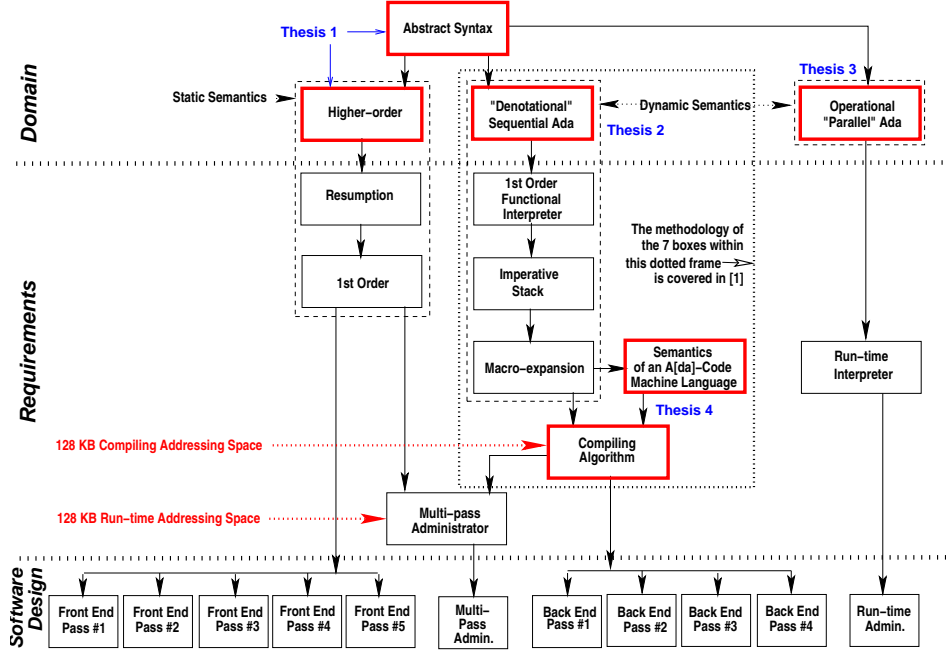 Domain
Requirements
Software
Design
Thesis 1
Abstract Syntax
Thesis 3
Static Semantics
Higher−order
"Denotational"
Sequential Ada
Dynamic Semantics
Operational
"Parallel" Ada
Thesis 2
Resumption
1st Order
Functional
Interpreter
The methodology of
the 7 boxes within
this dotted frame
is covered in [1]
1st Order
Imperative
Stack
Macro−expansion
Semantics
of an A[da]−Code
Machine Language
Run−time
Interpreter
Thesis 4
128 KB Compiling Addressing Space
Compiling
Algorithm
128 KB Run−time Addressing Space
Multi−pass
Administrator
Front End
Pass #1
Front End
Pass #2
Front End
Pass #3
Front End
Pass #4
Front End
Pass #5
Multi−
Pass
Admin.
Back End
Pass #1
Back End
Pass #2
Back End
Pass #3
Back End
Pass #4
Run−time
Admin.